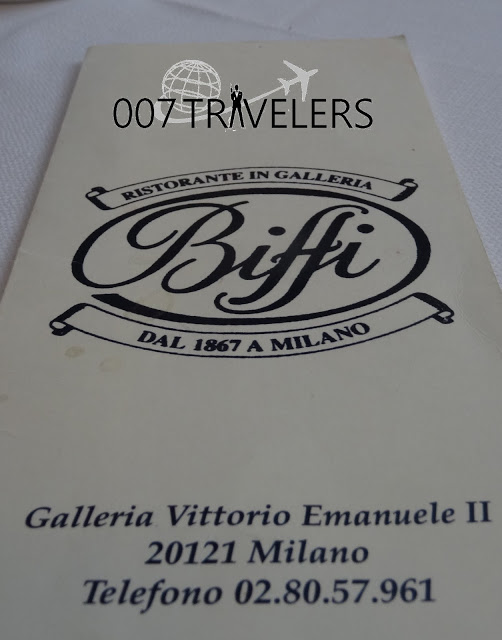 007 TRAVELERS
RISTORANTE IN GALLERIA
Biffi
DAL 1867 A MILANO
Galleria Vittorio Emanuele II
20121 Milano
Telefono 02.80.57.961